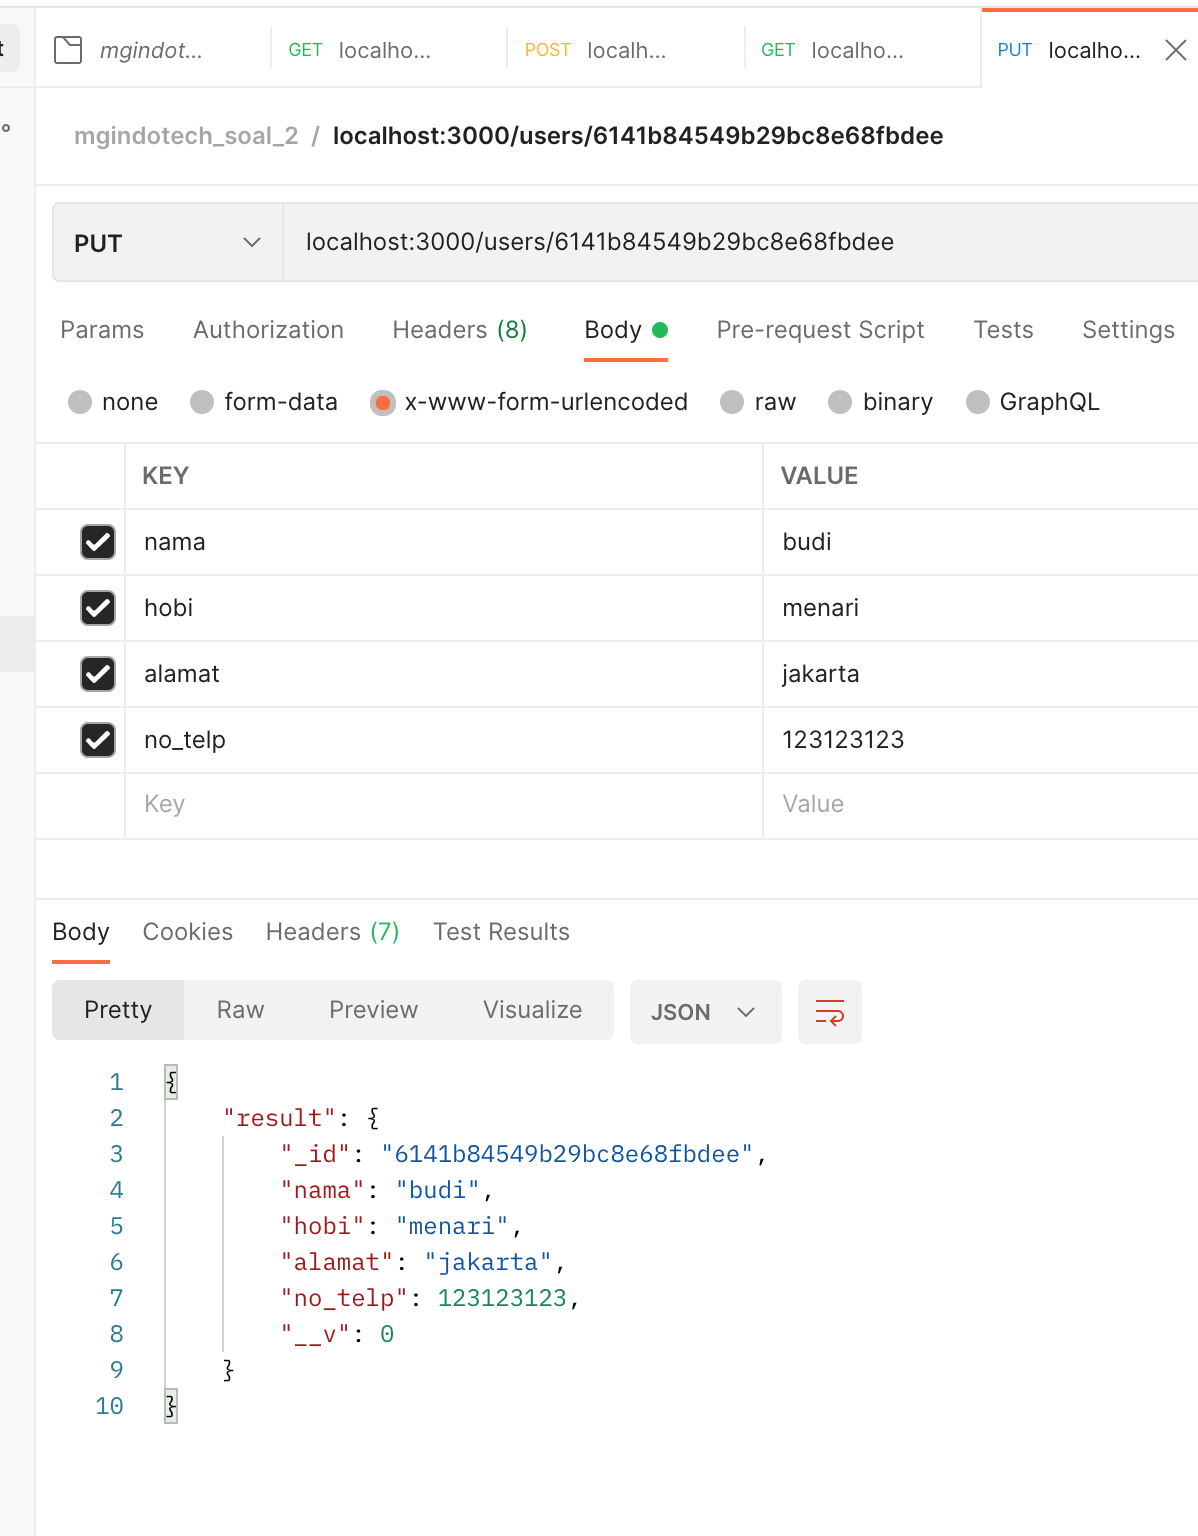 t
mgindot... GET localho... POST localh... GET localho... PUT localho...
mgindotech_soal_2 / localhost:3000/users/6141b84549b29bc8e68fbdee
PUT localhost:3000/users/6141b84549b29bc8e68fbdee
Params Authorization Headers (8) Body Pre-request Script Tests Settings
none form-data x-www-form-urlencoded raw binary GraphQL
KEY VALUE
nama budi
hobi menari
alamat jakarta
no_telp 123123123
Key Value
Body Cookies Headers (7) Test Results
Pretty Raw Preview Visualize JSON
1 {
2 "result": {
3 "_id": "6141b84549b29bc8e68fbdee",
4 "nama": "budi",
5 "hobi": "menari",
6 "alamat": "jakarta",
7 "no_telp": 123123123,
8 "__v": 0
9 }
10 }